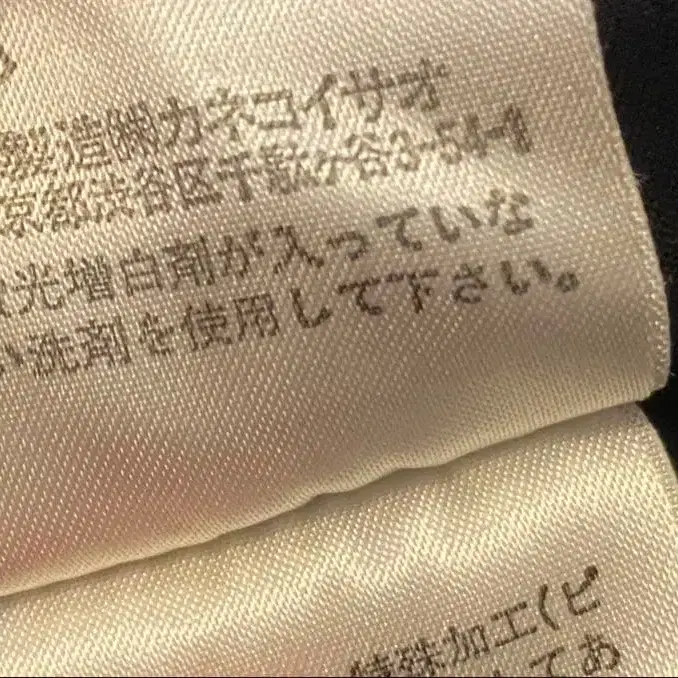 製造㈱カネコイサオ
京都渋谷区千駄ヶ谷3-54-4
光増白剤が入っていな
い洗剤を使用して下さい。
特殊加工(ピ
してあ